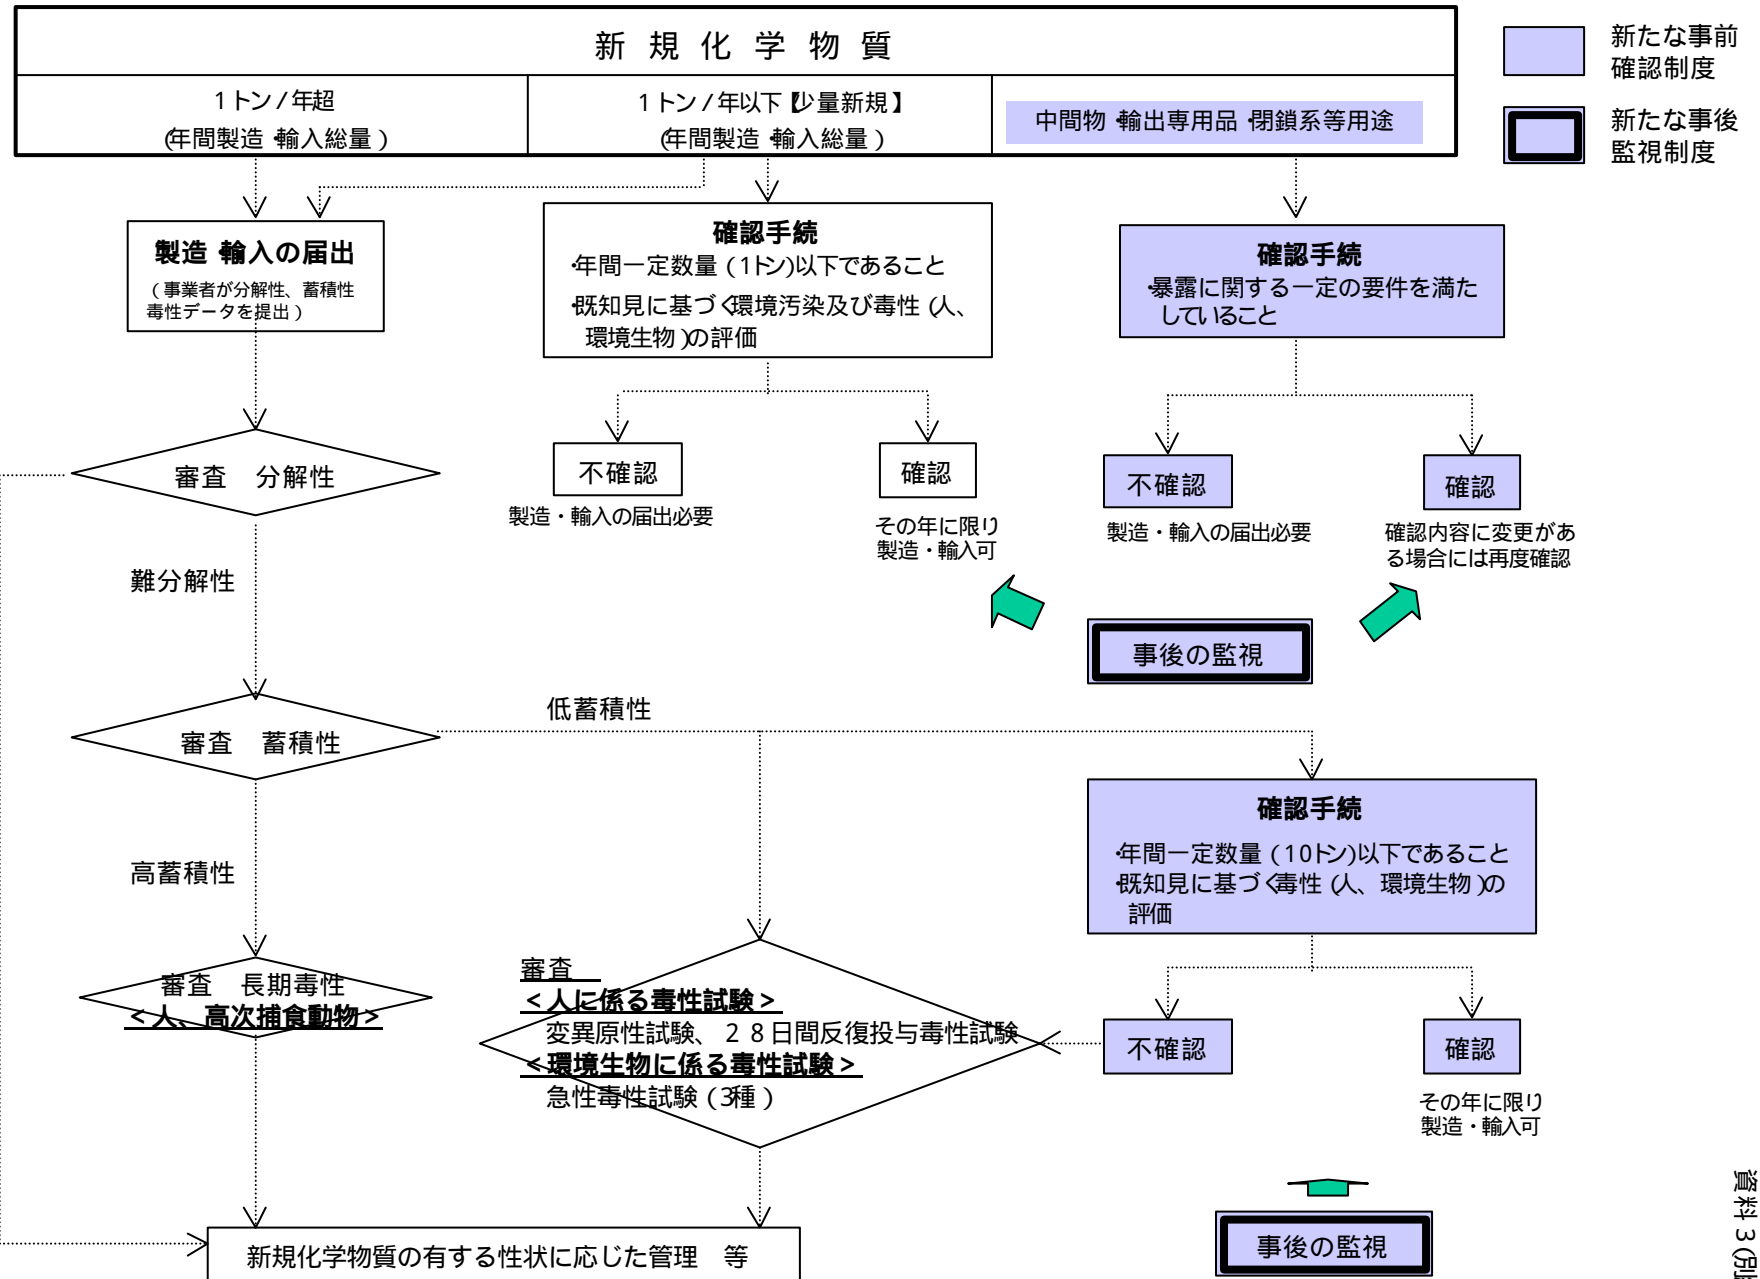 新規化学物質
1トン/年超
(年間製造・輸入総量)
1トン/年以下【少量新規】
(年間製造・輸入総量)
中間物・輸出専用品・閉鎖系等用途
新たな事前
確認制度
新たな事後
監視制度
製造・輸入の届出
(事業者が分解性、蓄積性
毒性データを提出)
確認手続
・年間一定数量(1トン)以下であること
・既知見に基づく環境汚染及び毒性(人、
環境生物)の評価
確認手続
・暴露に関する一定の要件を満た
していること
審査 分解性
不確認
製造・輸入の届出必要
確認
その年に限り
製造・輸入可
不確認
製造・輸入の届出必要
確認
確認内容に変更があ
る場合には再度確認
難分解性
事後の監視
審査 蓄積性
低蓄積性
高蓄積性
確認手続
・年間一定数量(10トン)以下であること
・既知見に基づく毒性(人、環境生物)の
評価
審査 長期毒性
<人、高次捕食動物>
審査
<人に係る毒性試験>
変異原性試験、28日間反復投与毒性試験
<環境生物に係る毒性試験>
急性毒性試験(3種)
不確認
確認
その年に限り
製造・輸入可
事後の監視
新規化学物質の有する性状に応じた管理 等
資料3(別